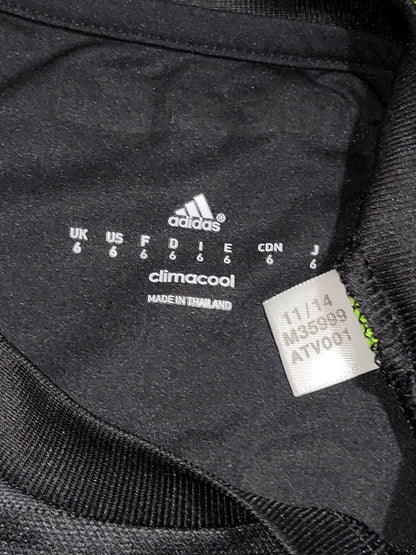 adidas®
UK US F D I E CDN J
6 6 6 6 6 6 6 6
climacool
MADE IN THAILAND
11/14
M35999
ATV001